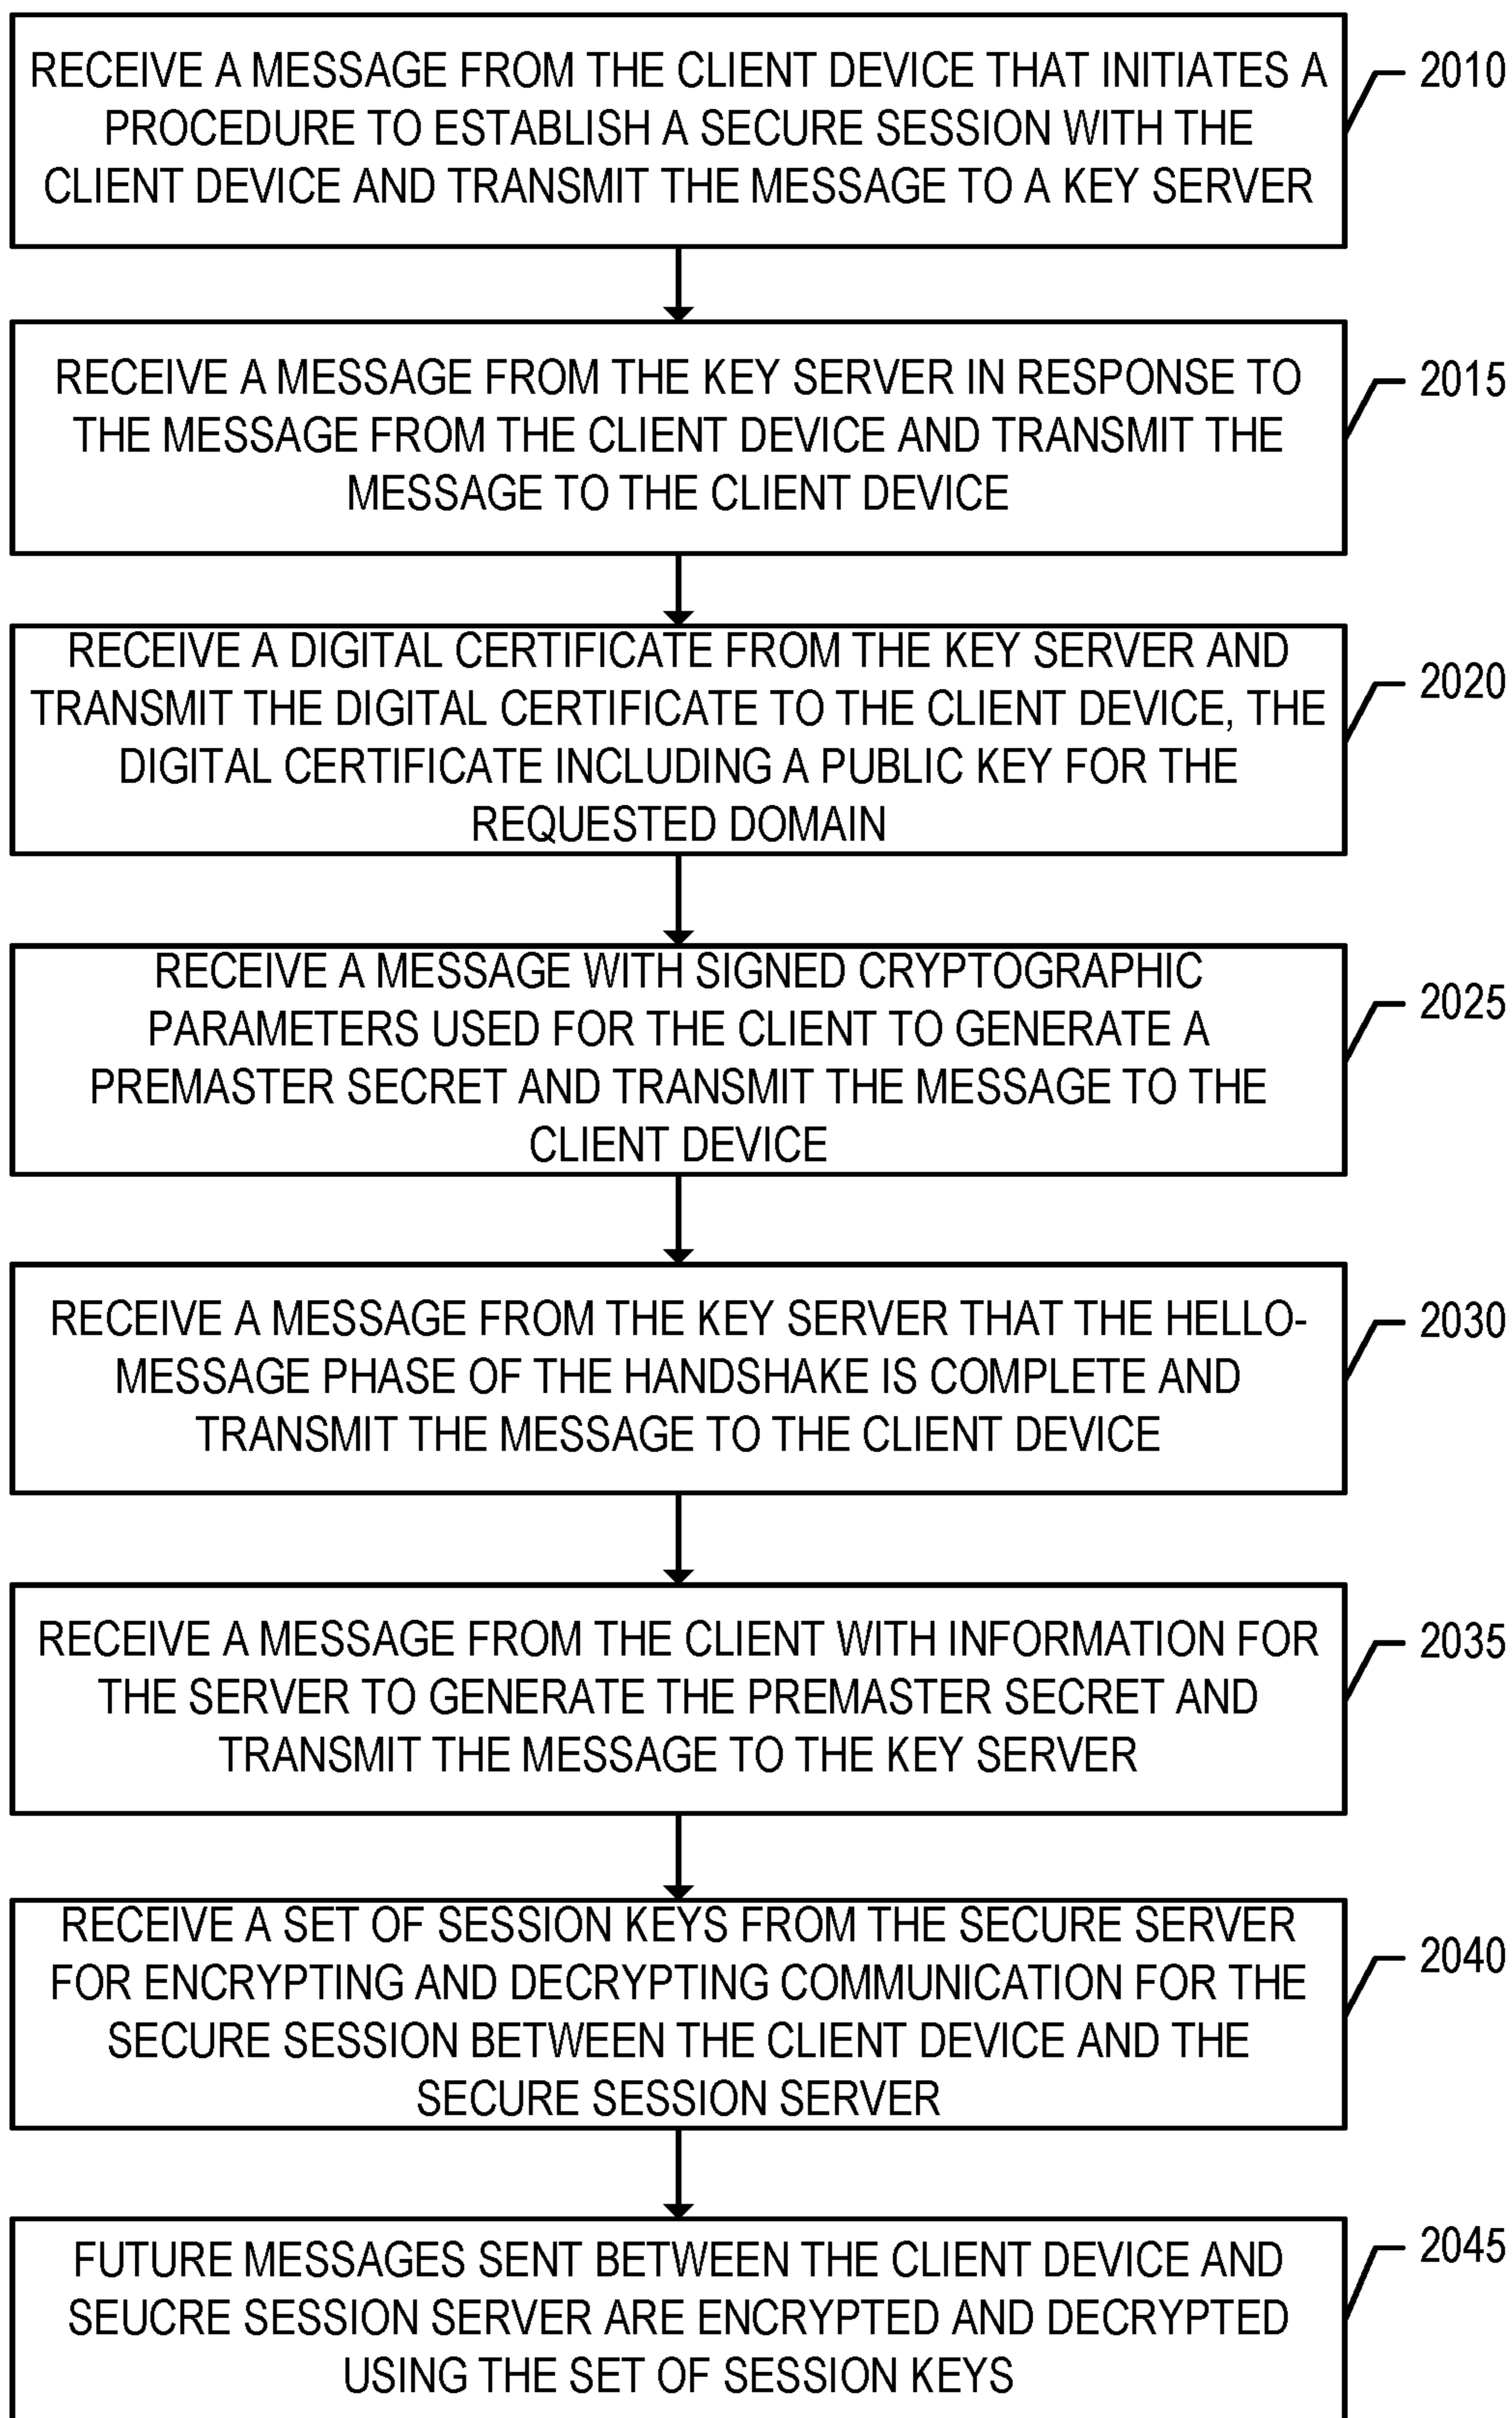 RECEIVE A MESSAGE FROM THE CLIENT DEVICE THAT INITIATES A
PROCEDURE TO ESTABLISH A SECURE SESSION WITH THE
CLIENT DEVICE AND TRANSMIT THE MESSAGE TO A KEY SERVER
2010
RECEIVE A MESSAGE FROM THE KEY SERVER IN RESPONSE TO
THE MESSAGE FROM THE CLIENT DEVICE AND TRANSMIT THE
MESSAGE TO THE CLIENT DEVICE
2015
RECEIVE A DIGITAL CERTIFICATE FROM THE KEY SERVER AND
TRANSMIT THE DIGITAL CERTIFICATE TO THE CLIENT DEVICE, THE
DIGITAL CERTIFICATE INCLUDING A PUBLIC KEY FOR THE
REQUESTED DOMAIN
2020
RECEIVE A MESSAGE WITH SIGNED CRYPTOGRAPHIC
PARAMETERS USED FOR THE CLIENT TO GENERATE A
PREMASTER SECRET AND TRANSMIT THE MESSAGE TO THE
CLIENT DEVICE
2025
RECEIVE A MESSAGE FROM THE KEY SERVER THAT THE HELLO-
MESSAGE PHASE OF THE HANDSHAKE IS COMPLETE AND
TRANSMIT THE MESSAGE TO THE CLIENT DEVICE
2030
RECEIVE A MESSAGE FROM THE CLIENT WITH INFORMATION FOR
THE SERVER TO GENERATE THE PREMASTER SECRET AND
TRANSMIT THE MESSAGE TO THE KEY SERVER
2035
RECEIVE A SET OF SESSION KEYS FROM THE SECURE SERVER
FOR ENCRYPTING AND DECRYPTING COMMUNICATION FOR THE
SECURE SESSION BETWEEN THE CLIENT DEVICE AND THE
SECURE SESSION SERVER
2040
FUTURE MESSAGES SENT BETWEEN THE CLIENT DEVICE AND
SEUCRE SESSION SERVER ARE ENCRYPTED AND DECRYPTED
USING THE SET OF SESSION KEYS
2045